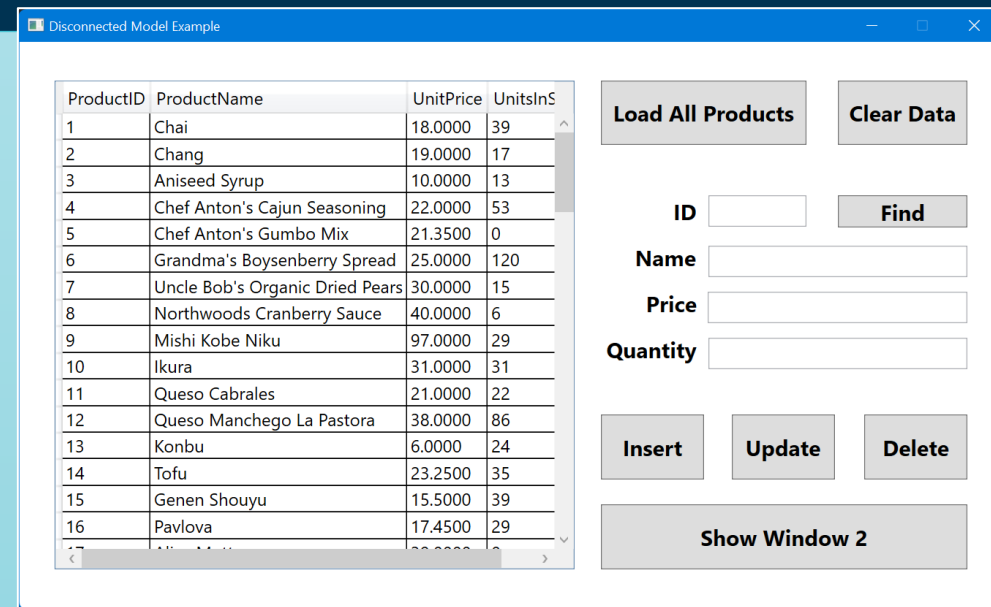 Disconnected Model Example
ProductID ProductName UnitPrice UnitsInS
1 Chai 18.0000 39
2 Chang 19.0000 17
3 Aniseed Syrup 10.0000 13
4 Chef Anton's Cajun Seasoning 22.0000 53
5 Chef Anton's Gumbo Mix 21.3500 0
6 Grandma's Boysenberry Spread 25.0000 120
7 Uncle Bob's Organic Dried Pears 30.0000 15
8 Northwoods Cranberry Sauce 40.0000 6
9 Mishi Kobe Niku 97.0000 29
10 Ikura 31.0000 31
11 Queso Cabrales 21.0000 22
12 Queso Manchego La Pastora 38.0000 86
13 Konbu 6.0000 24
14 Tofu 23.2500 35
15 Genen Shouyu 15.5000 39
16 Pavlova 17.4500 29
Load All Products Clear Data
ID Find
Name
Price
Quantity
Insert Update Delete
Show Window 2